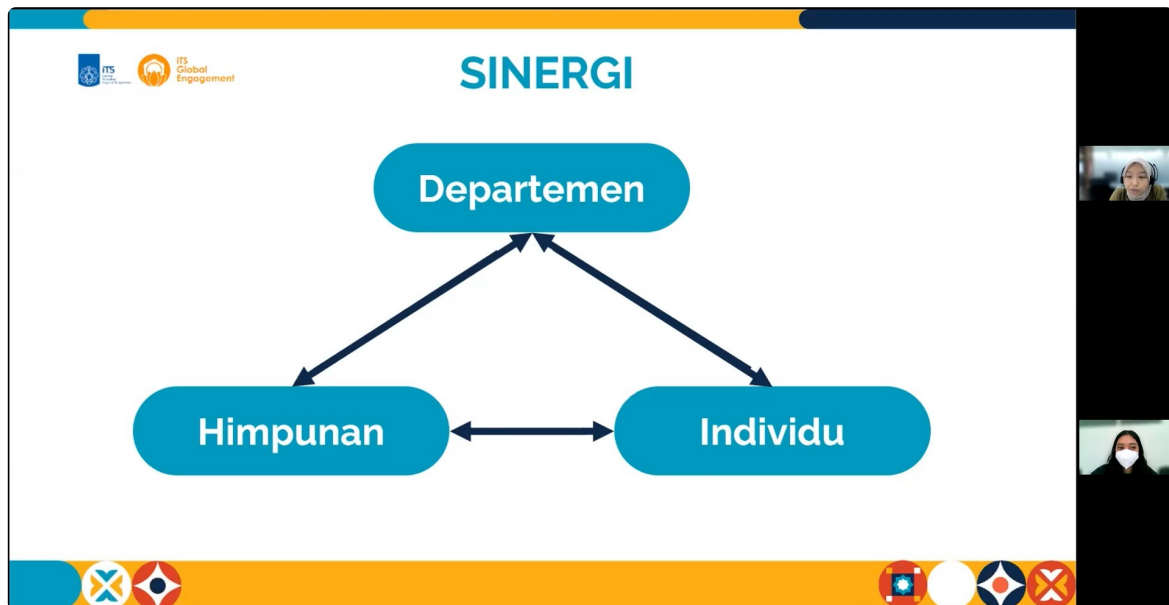 ITS
ITS
Global
Engagement
SINERGI
Departemen
Himpunan
Individu